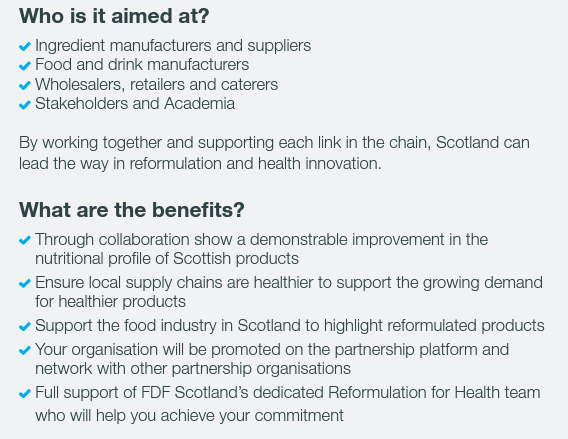 Who is it aimed at?
Ingredient manufacturers and suppliers
Food and drink manufacturers
Wholesalers, retailers and caterers
Stakeholders and Academia
By working together and supporting each link in the chain, Scotland can
lead the way in reformulation and health innovation.
What are the benefits?
Through collaboration show a demonstrable improvement in the
nutritional profile of Scottish products
Ensure local supply chains are healthier to support the growing demand
for healthier products
Support the food industry in Scotland to highlight reformulated products
Your organisation will be promoted on the partnership platform and
network with other partnership organisations
Full support of FDF Scotland's dedicated Reformulation for Health team
who will help you achieve your commitment